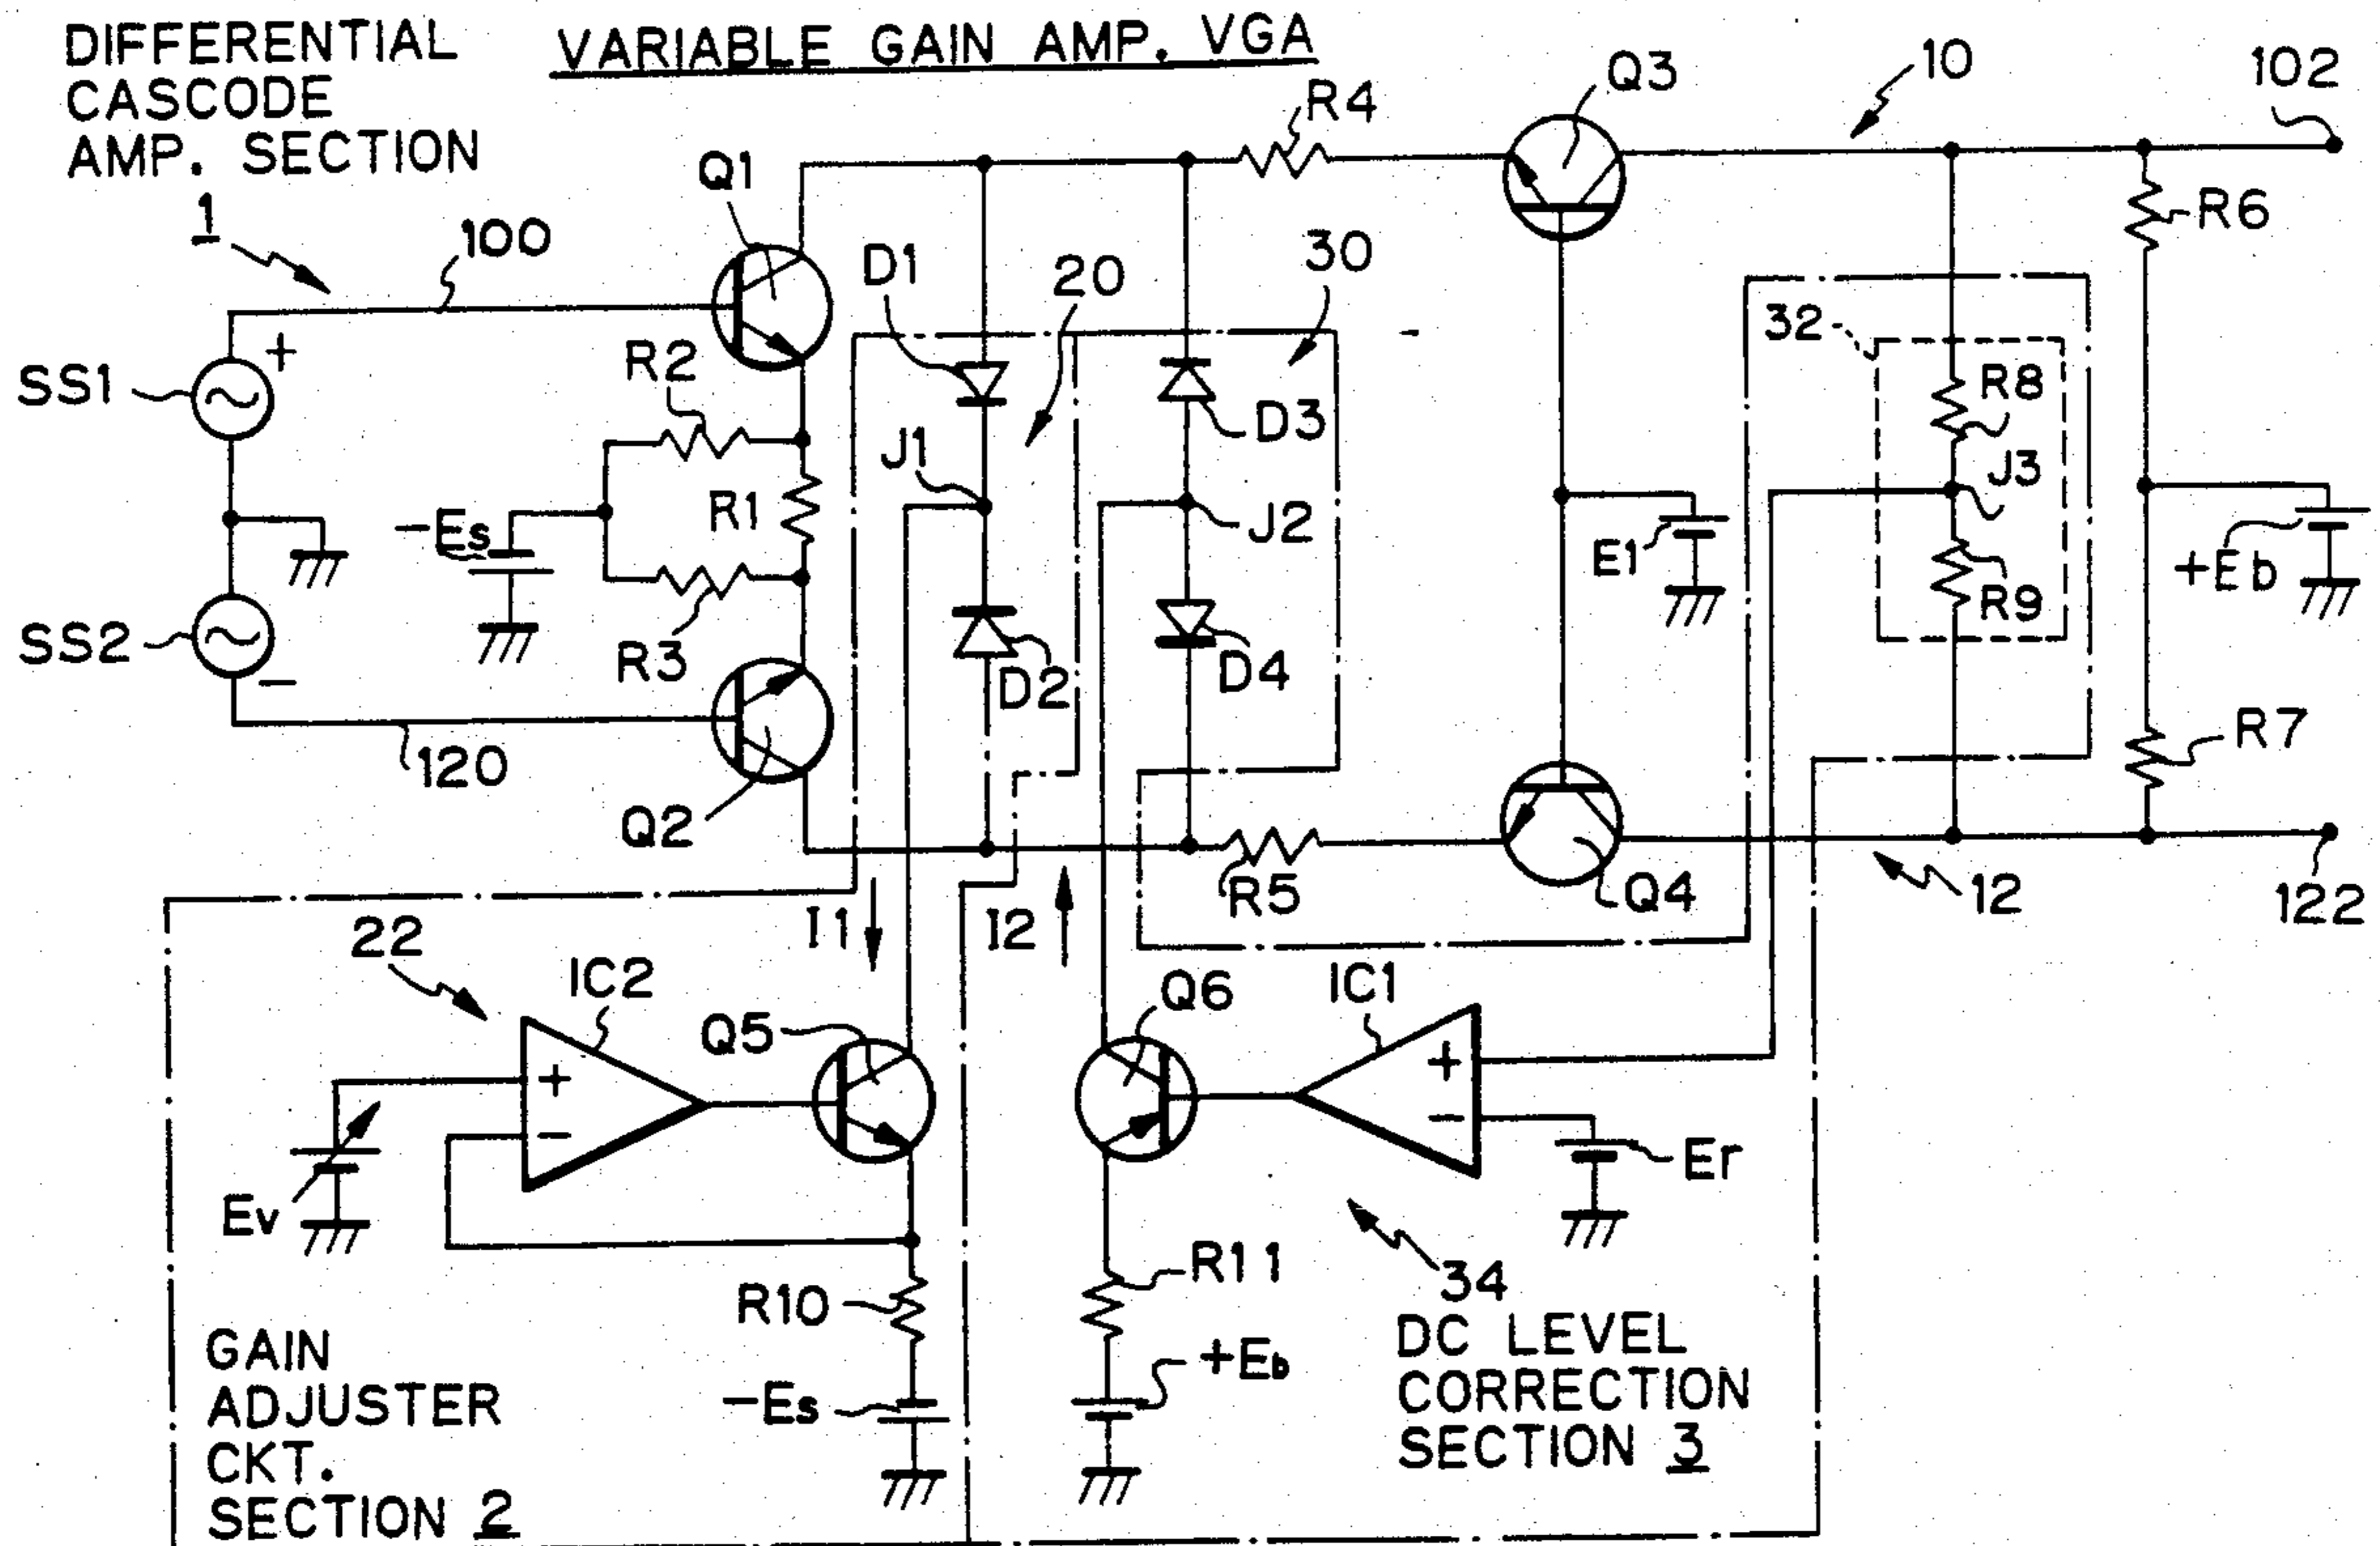 DIFFERENTIAL
CASCODE
AMP. SECTION
1
VARIABLE GAIN AMP. VGA
R4
Q3
10
102
Q1
100
D1
20
30
R6
32
SS1
+
R2
R8
D3
J1
J3
R1
-Es
J2
E1
+Eb
R9
SS2
-
R3
D2
D4
R7
120
Q2
R5
Q4
12
122
I1
I2
22
IC2
Q5
Q6
IC1
+
-
+
-
Ev
Er
R10
R11
34
-Es
+Eb
GAIN
ADJUSTER
CKT.
SECTION 2
DC LEVEL
CORRECTION
SECTION 3